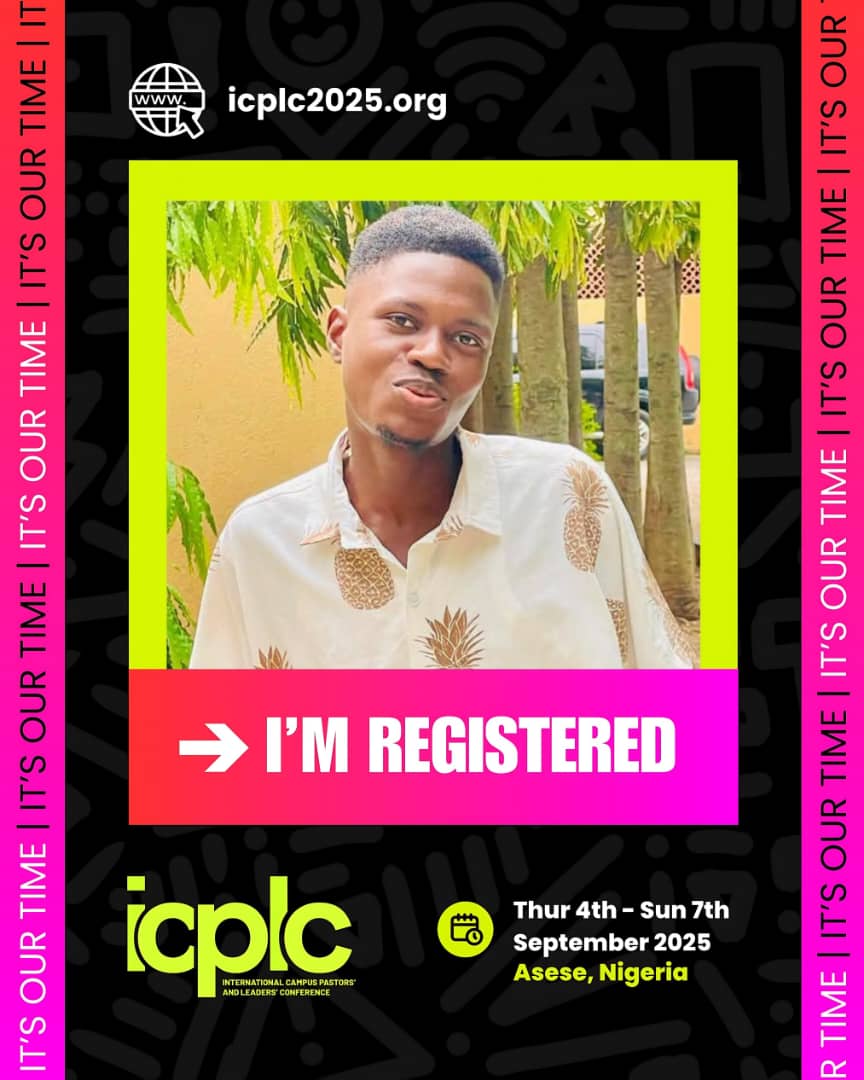 www.
icplc2025.org
→ I'M REGISTERED
icplc
INTERNATIONAL CAMPUS PASTORS'
AND LEADERS' CONFERENCE
Thur 4th - Sun 7th
September 2025
Asese, Nigeria
IT'S OUR TIME | IT'S OUR TIME | IT'S OUR TIME | IT'S OUR TIME | IT
R TIME | IT'S OUR TIME | IT'S OUR TIME | IT'S OUR TIME | IT'S OUR T